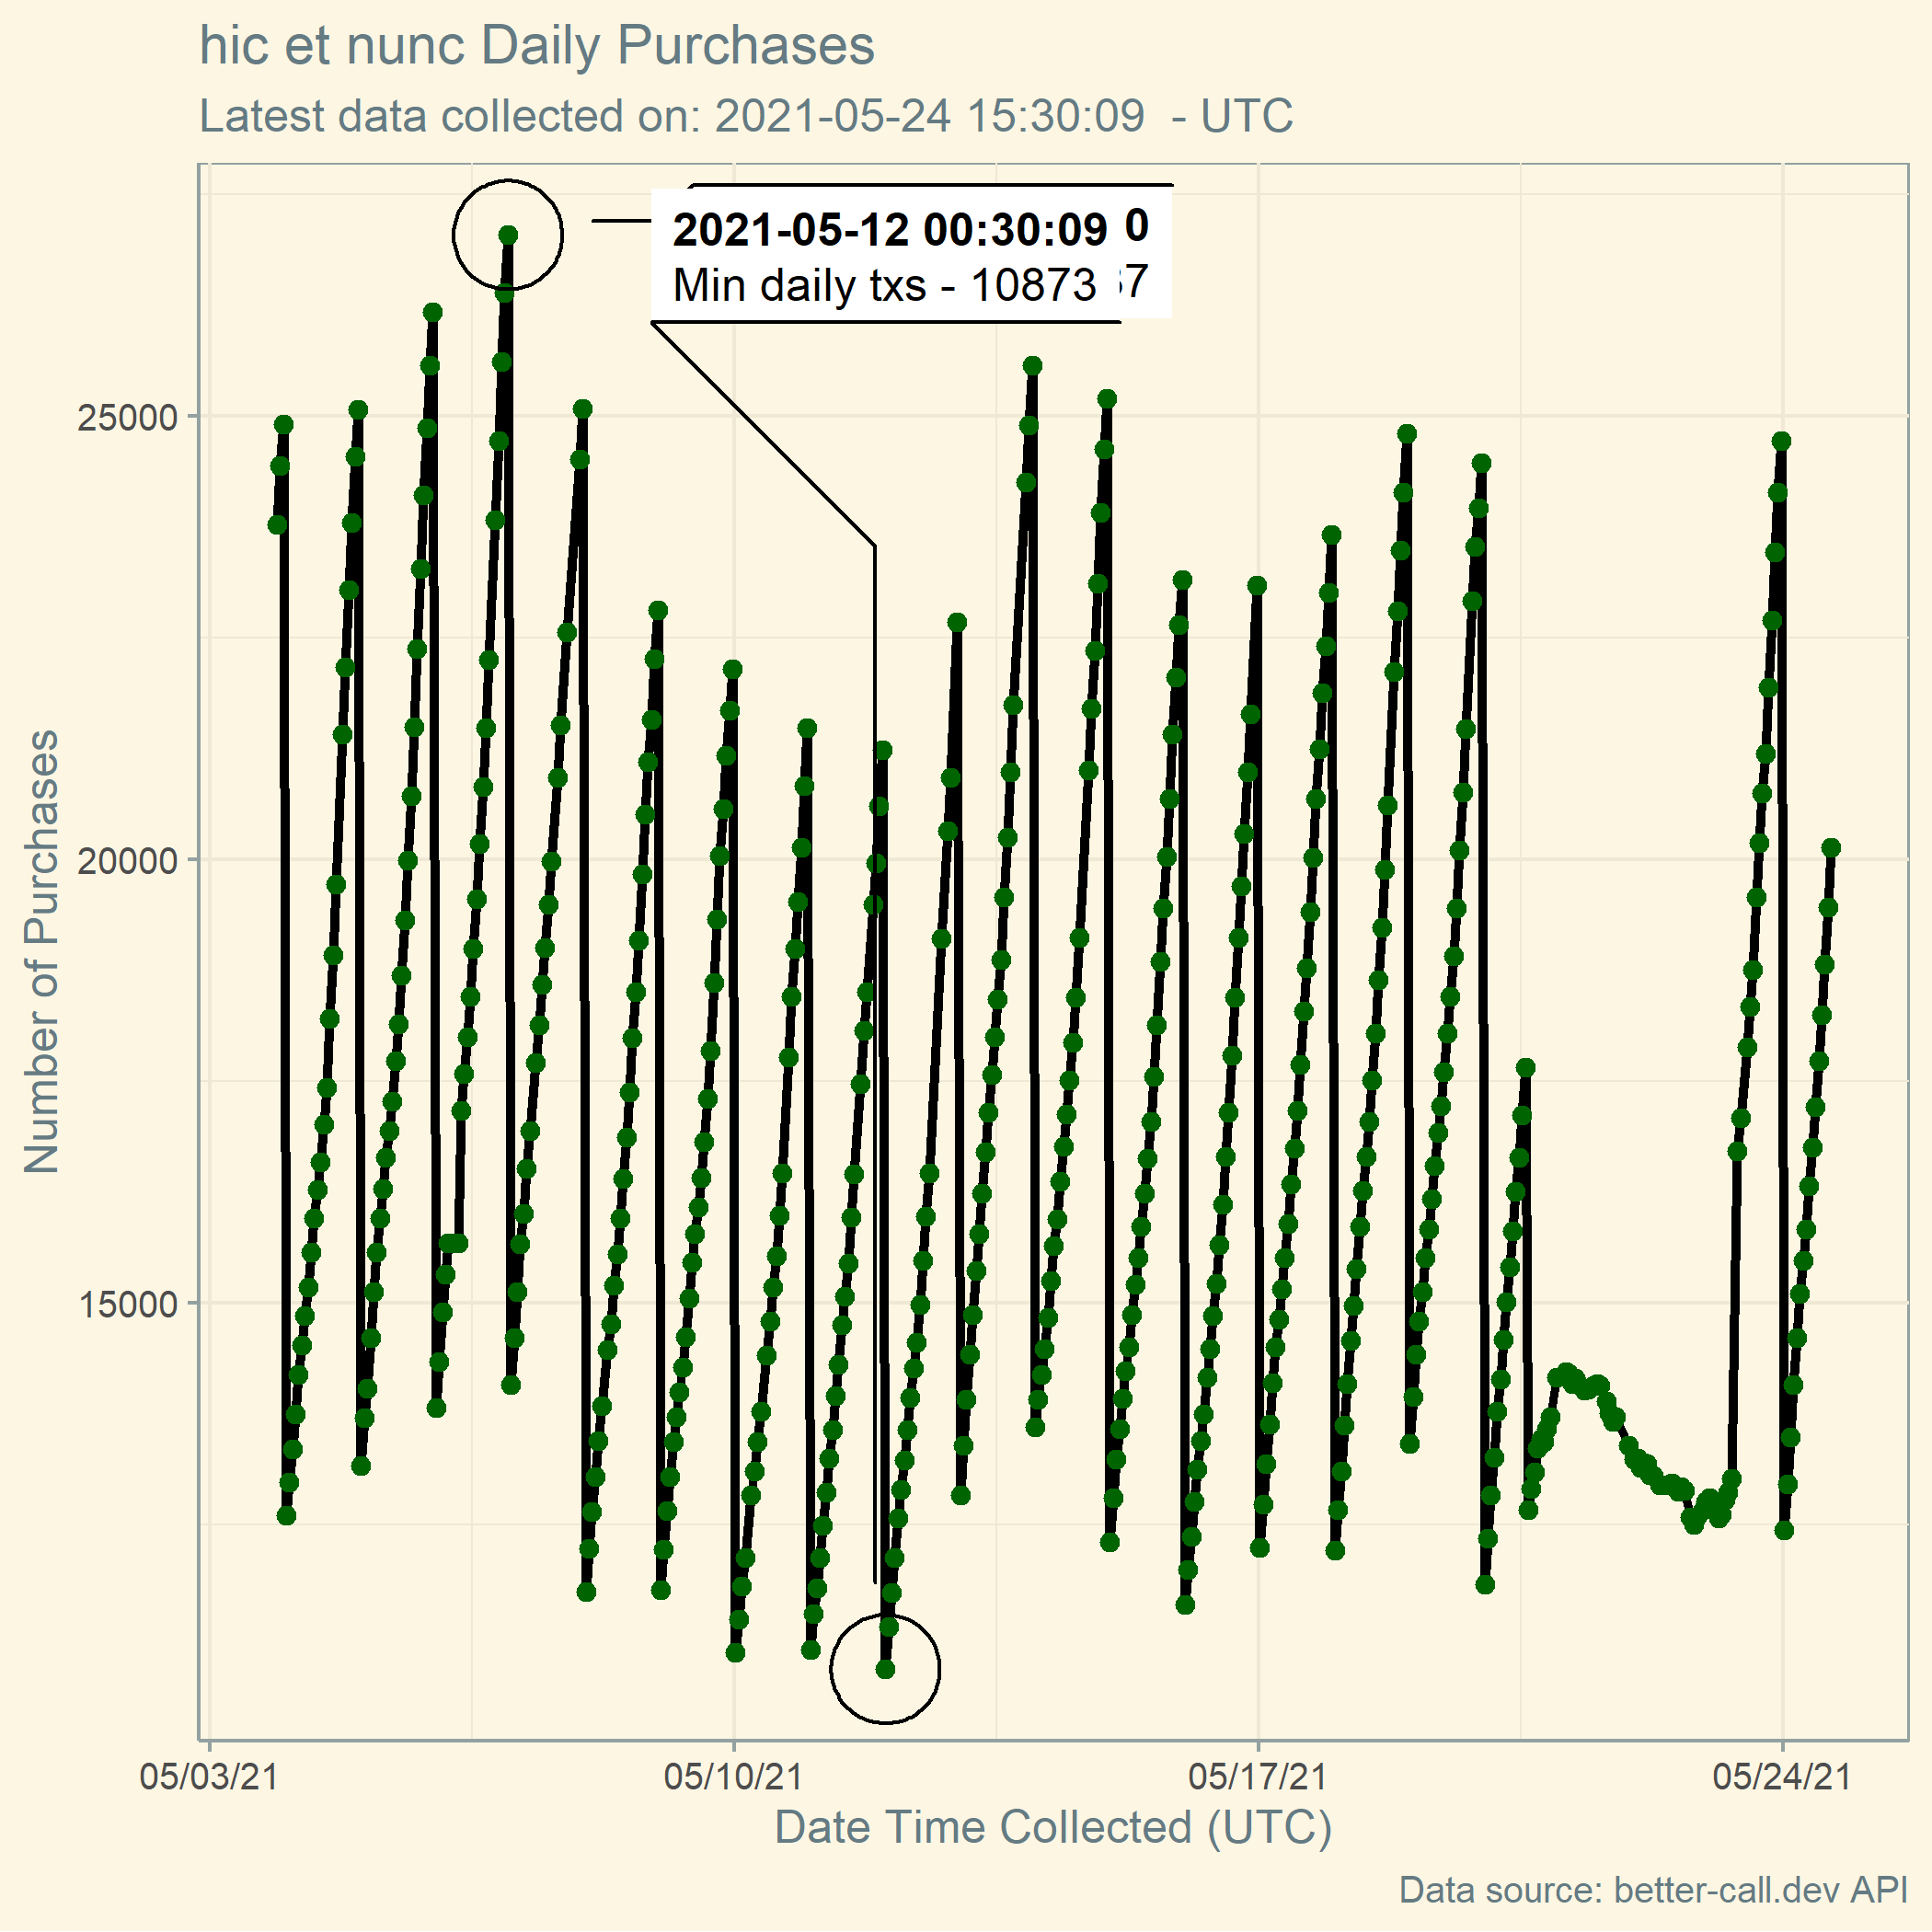 hic et nunc Daily Purchases
Latest data collected on: 2021-05-24 15:30:09 - UTC
2021-05-12 00:30:09 0
Min daily txs - 10873 7
25000
20000
15000
Number of Purchases
05/03/21 05/10/21 05/17/21 05/24/21
Date Time Collected (UTC)
Data source: better-call.dev API